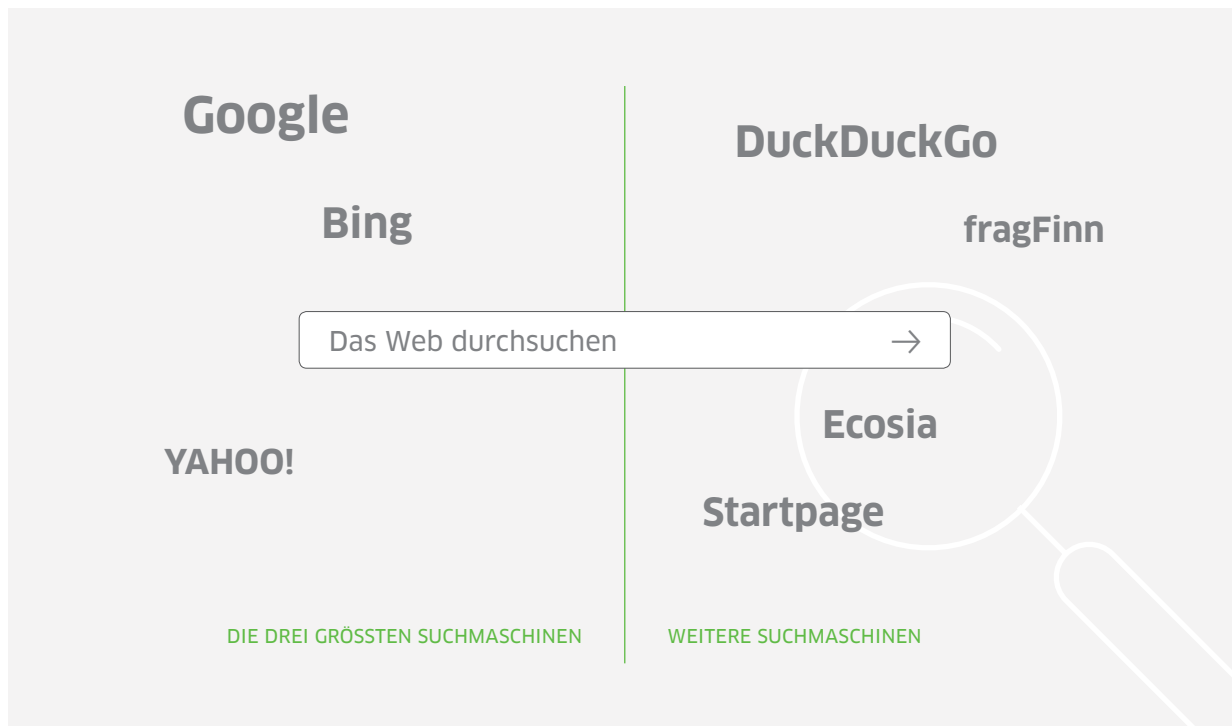 Google
Bing
DuckDuckGo
fragFinn
Das Web durchsuchen
YAHOO!
Ecosia
Startpage
DIE DREI GRÖSSTEN SUCHMASCHINEN
WEITERE SUCHMASCHINEN